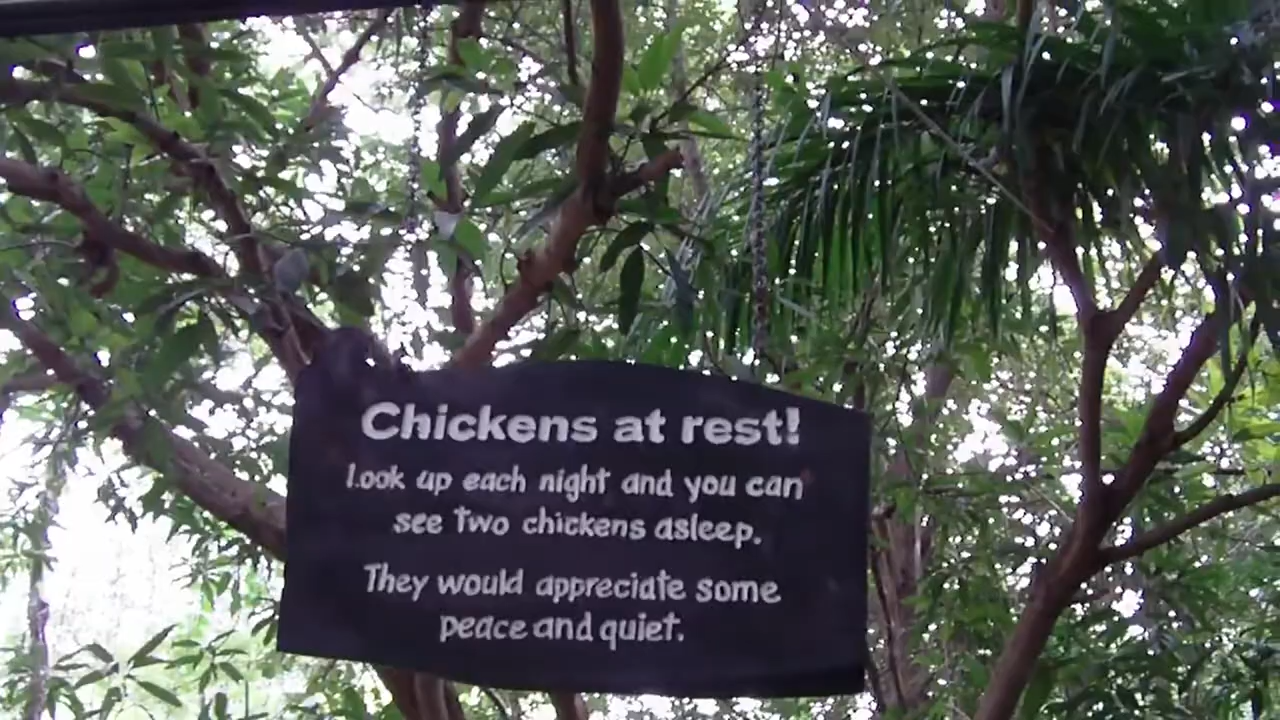 Chickens at rest!
Look up each night and you can
see two chickens asleep.
They would appreciate some
peace and quiet.